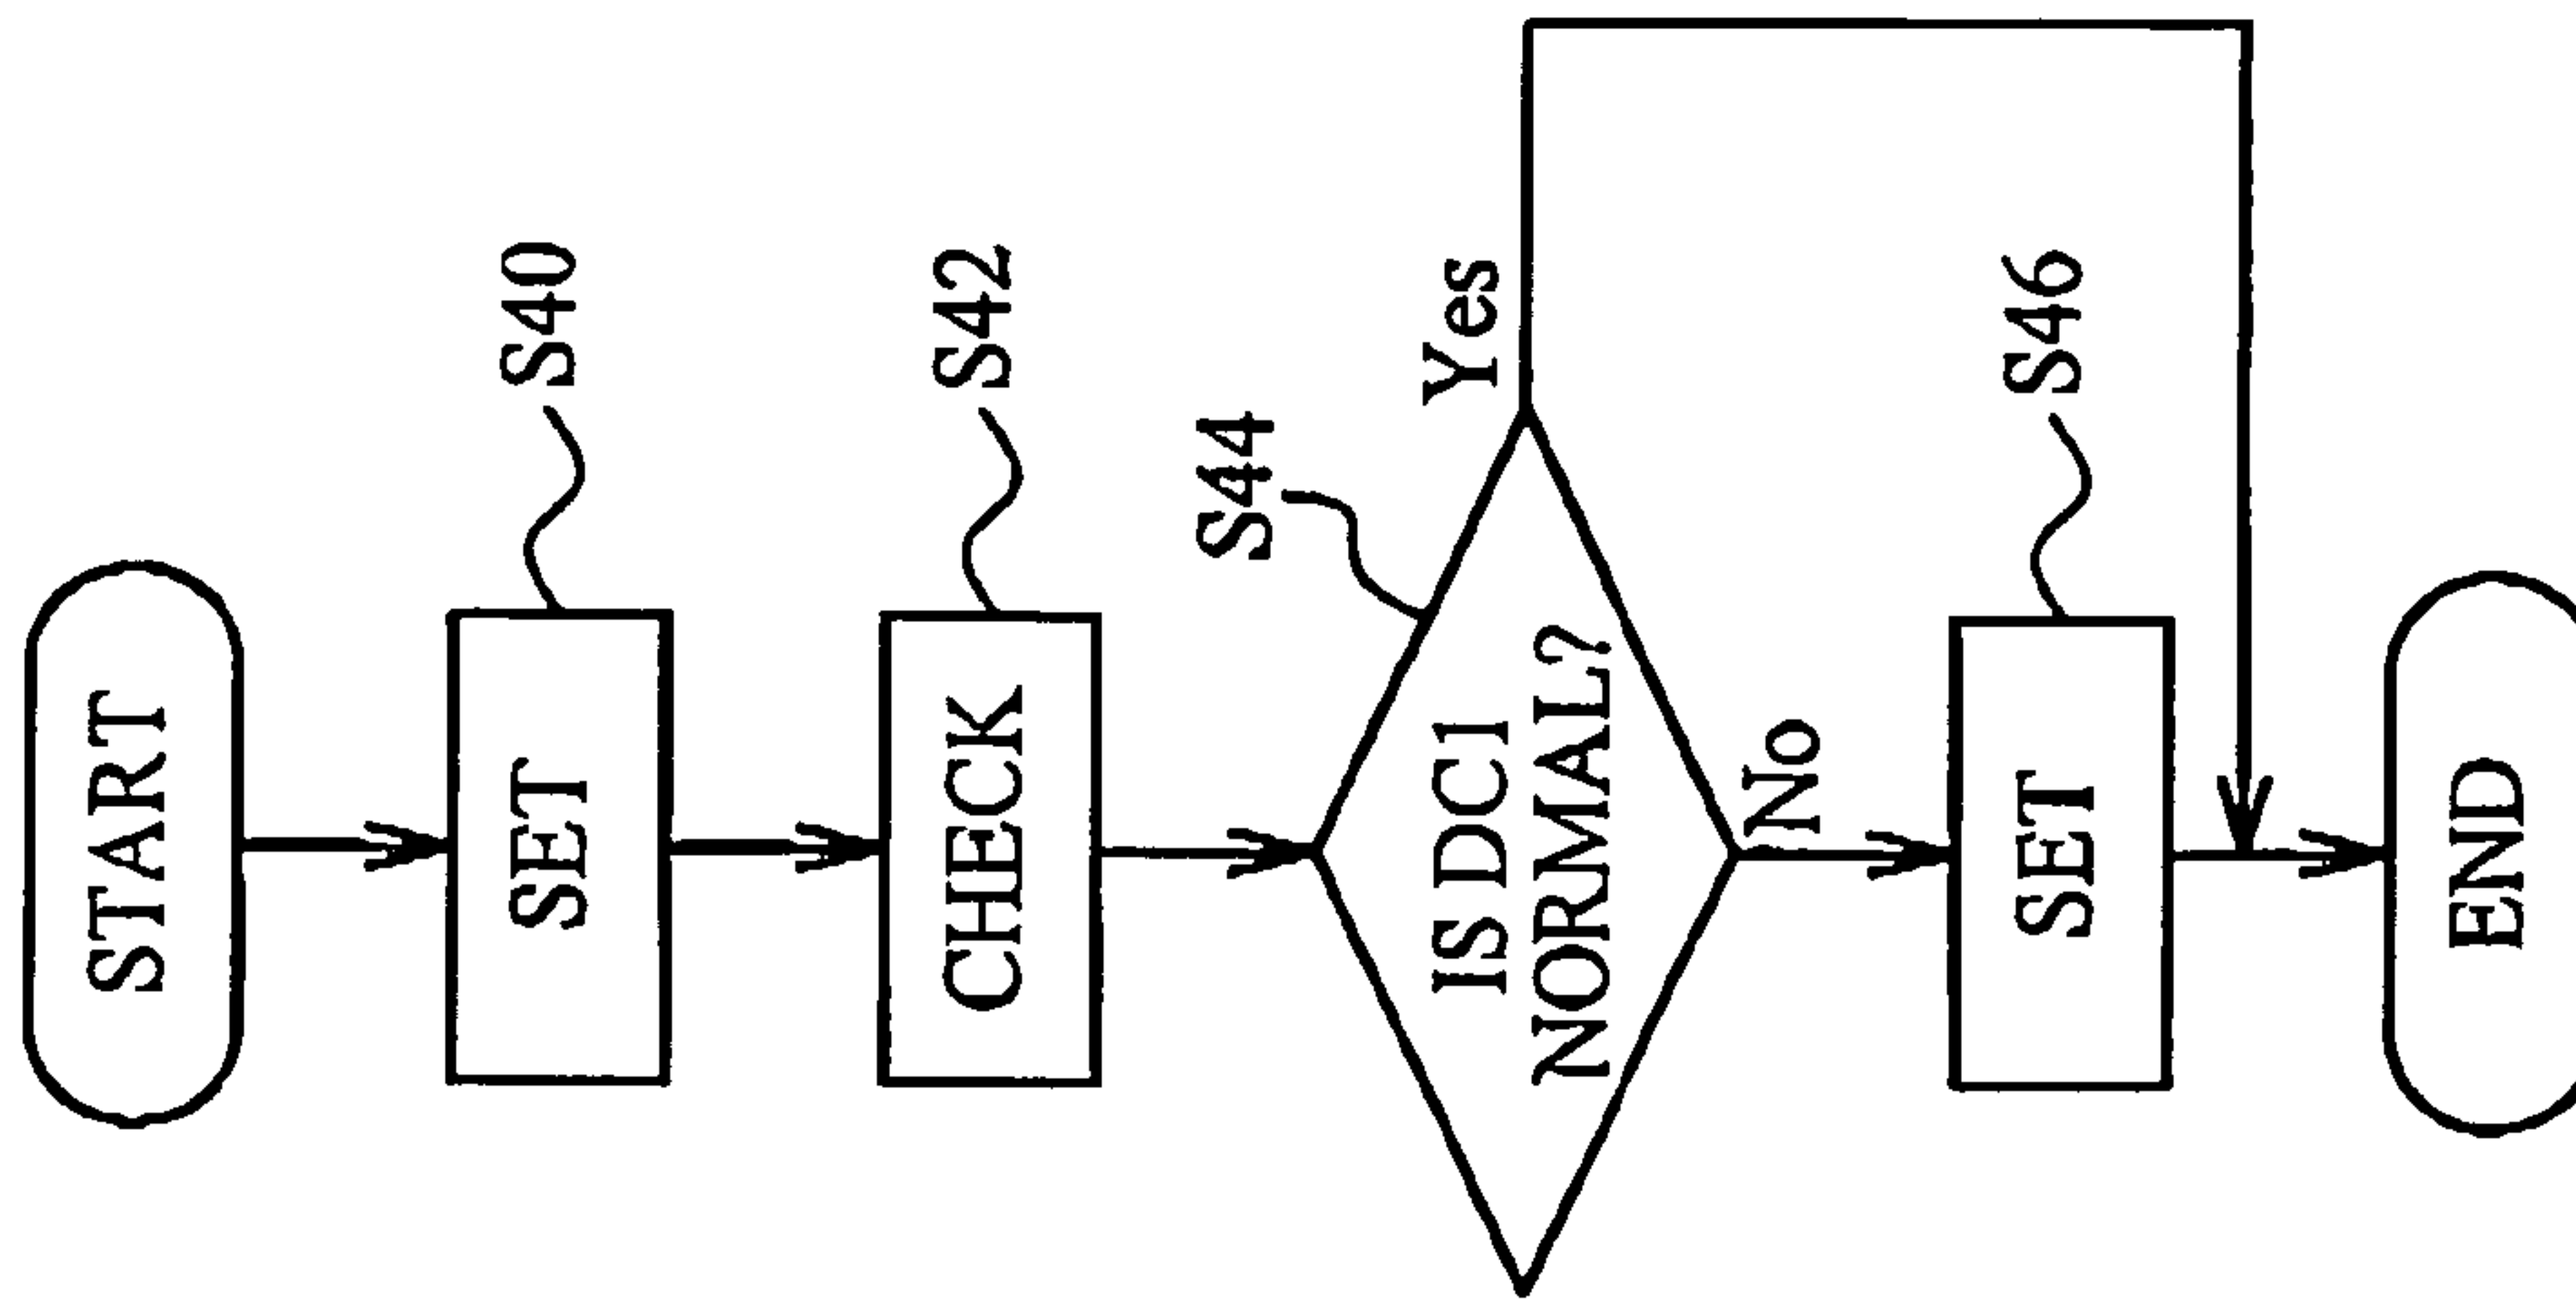 START
SET
S40
CHECK
S42
S44
IS DC1
NORMAL?
Yes
No
SET
S46
END